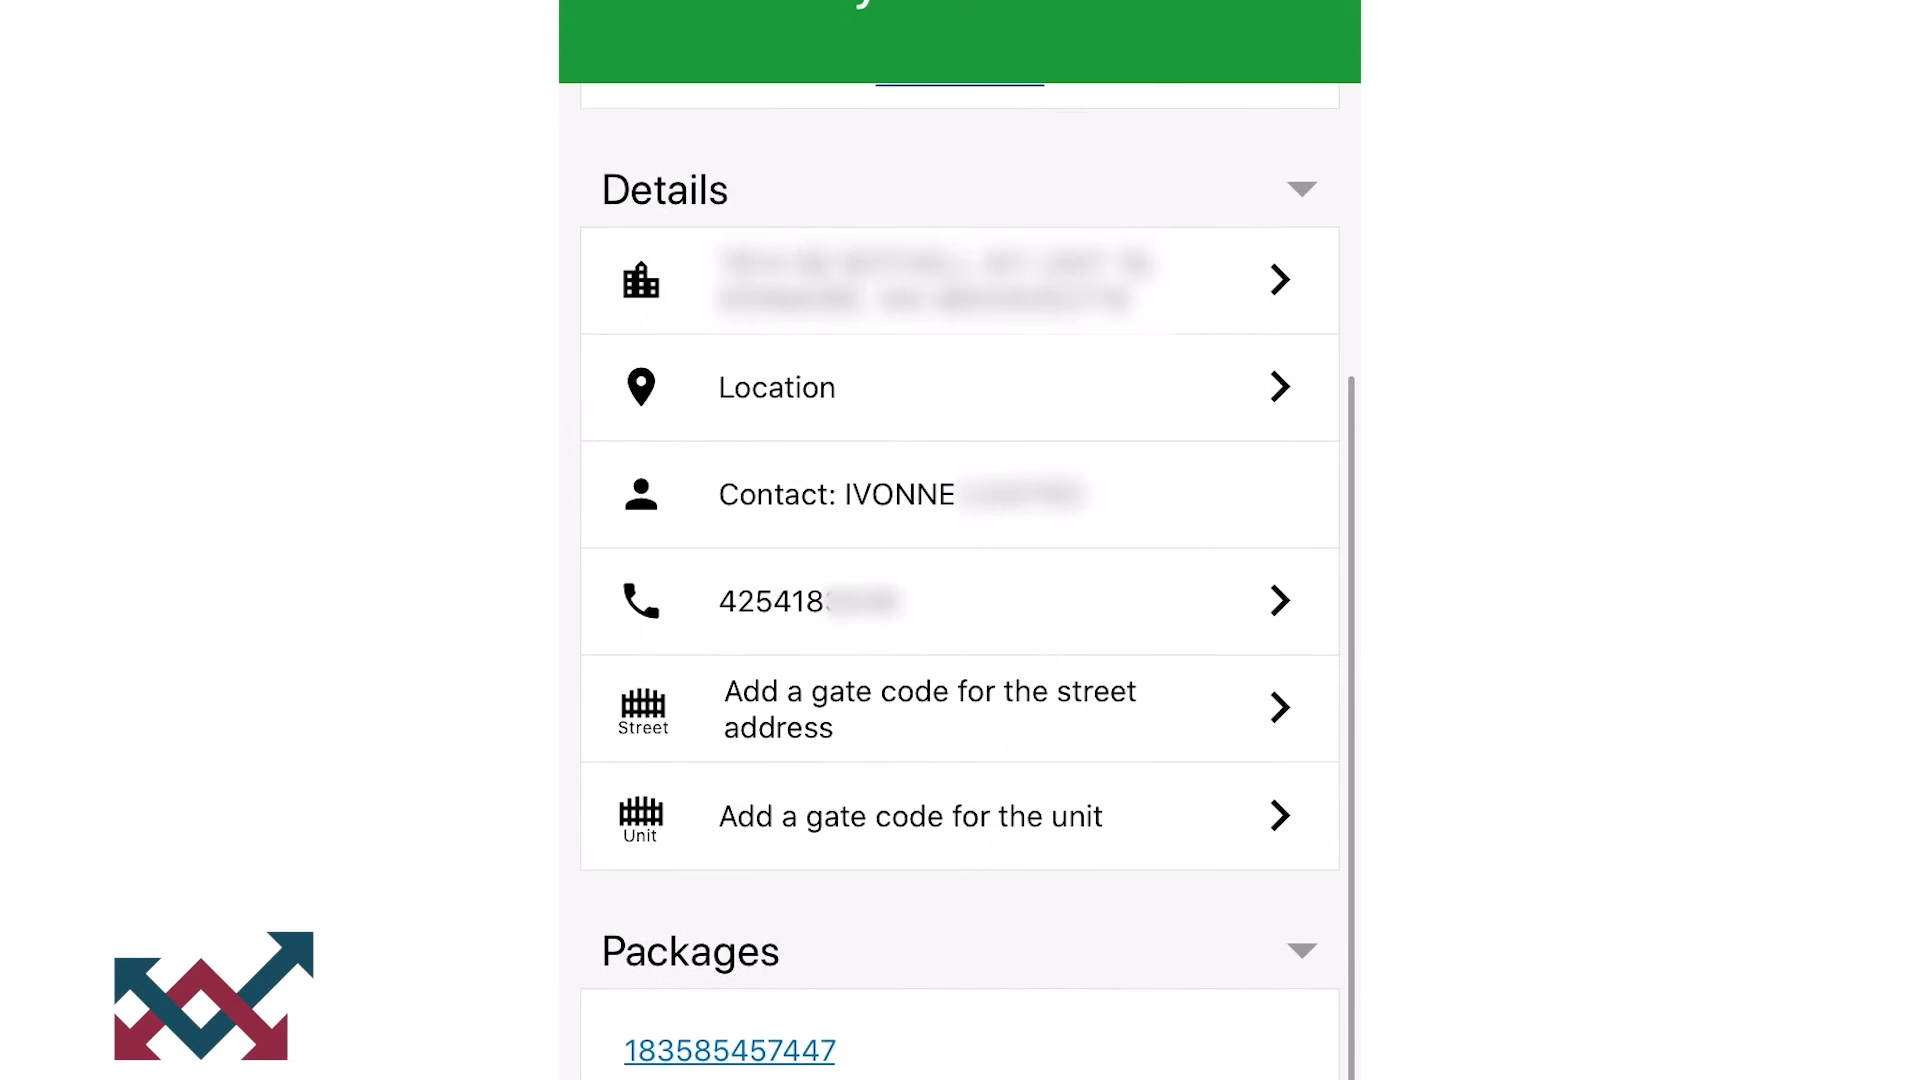 Details
Location
Contact: IVONNE
425418
Add a gate code for the street
address
Street
Add a gate code for the unit
Unit
Packages
183585457447